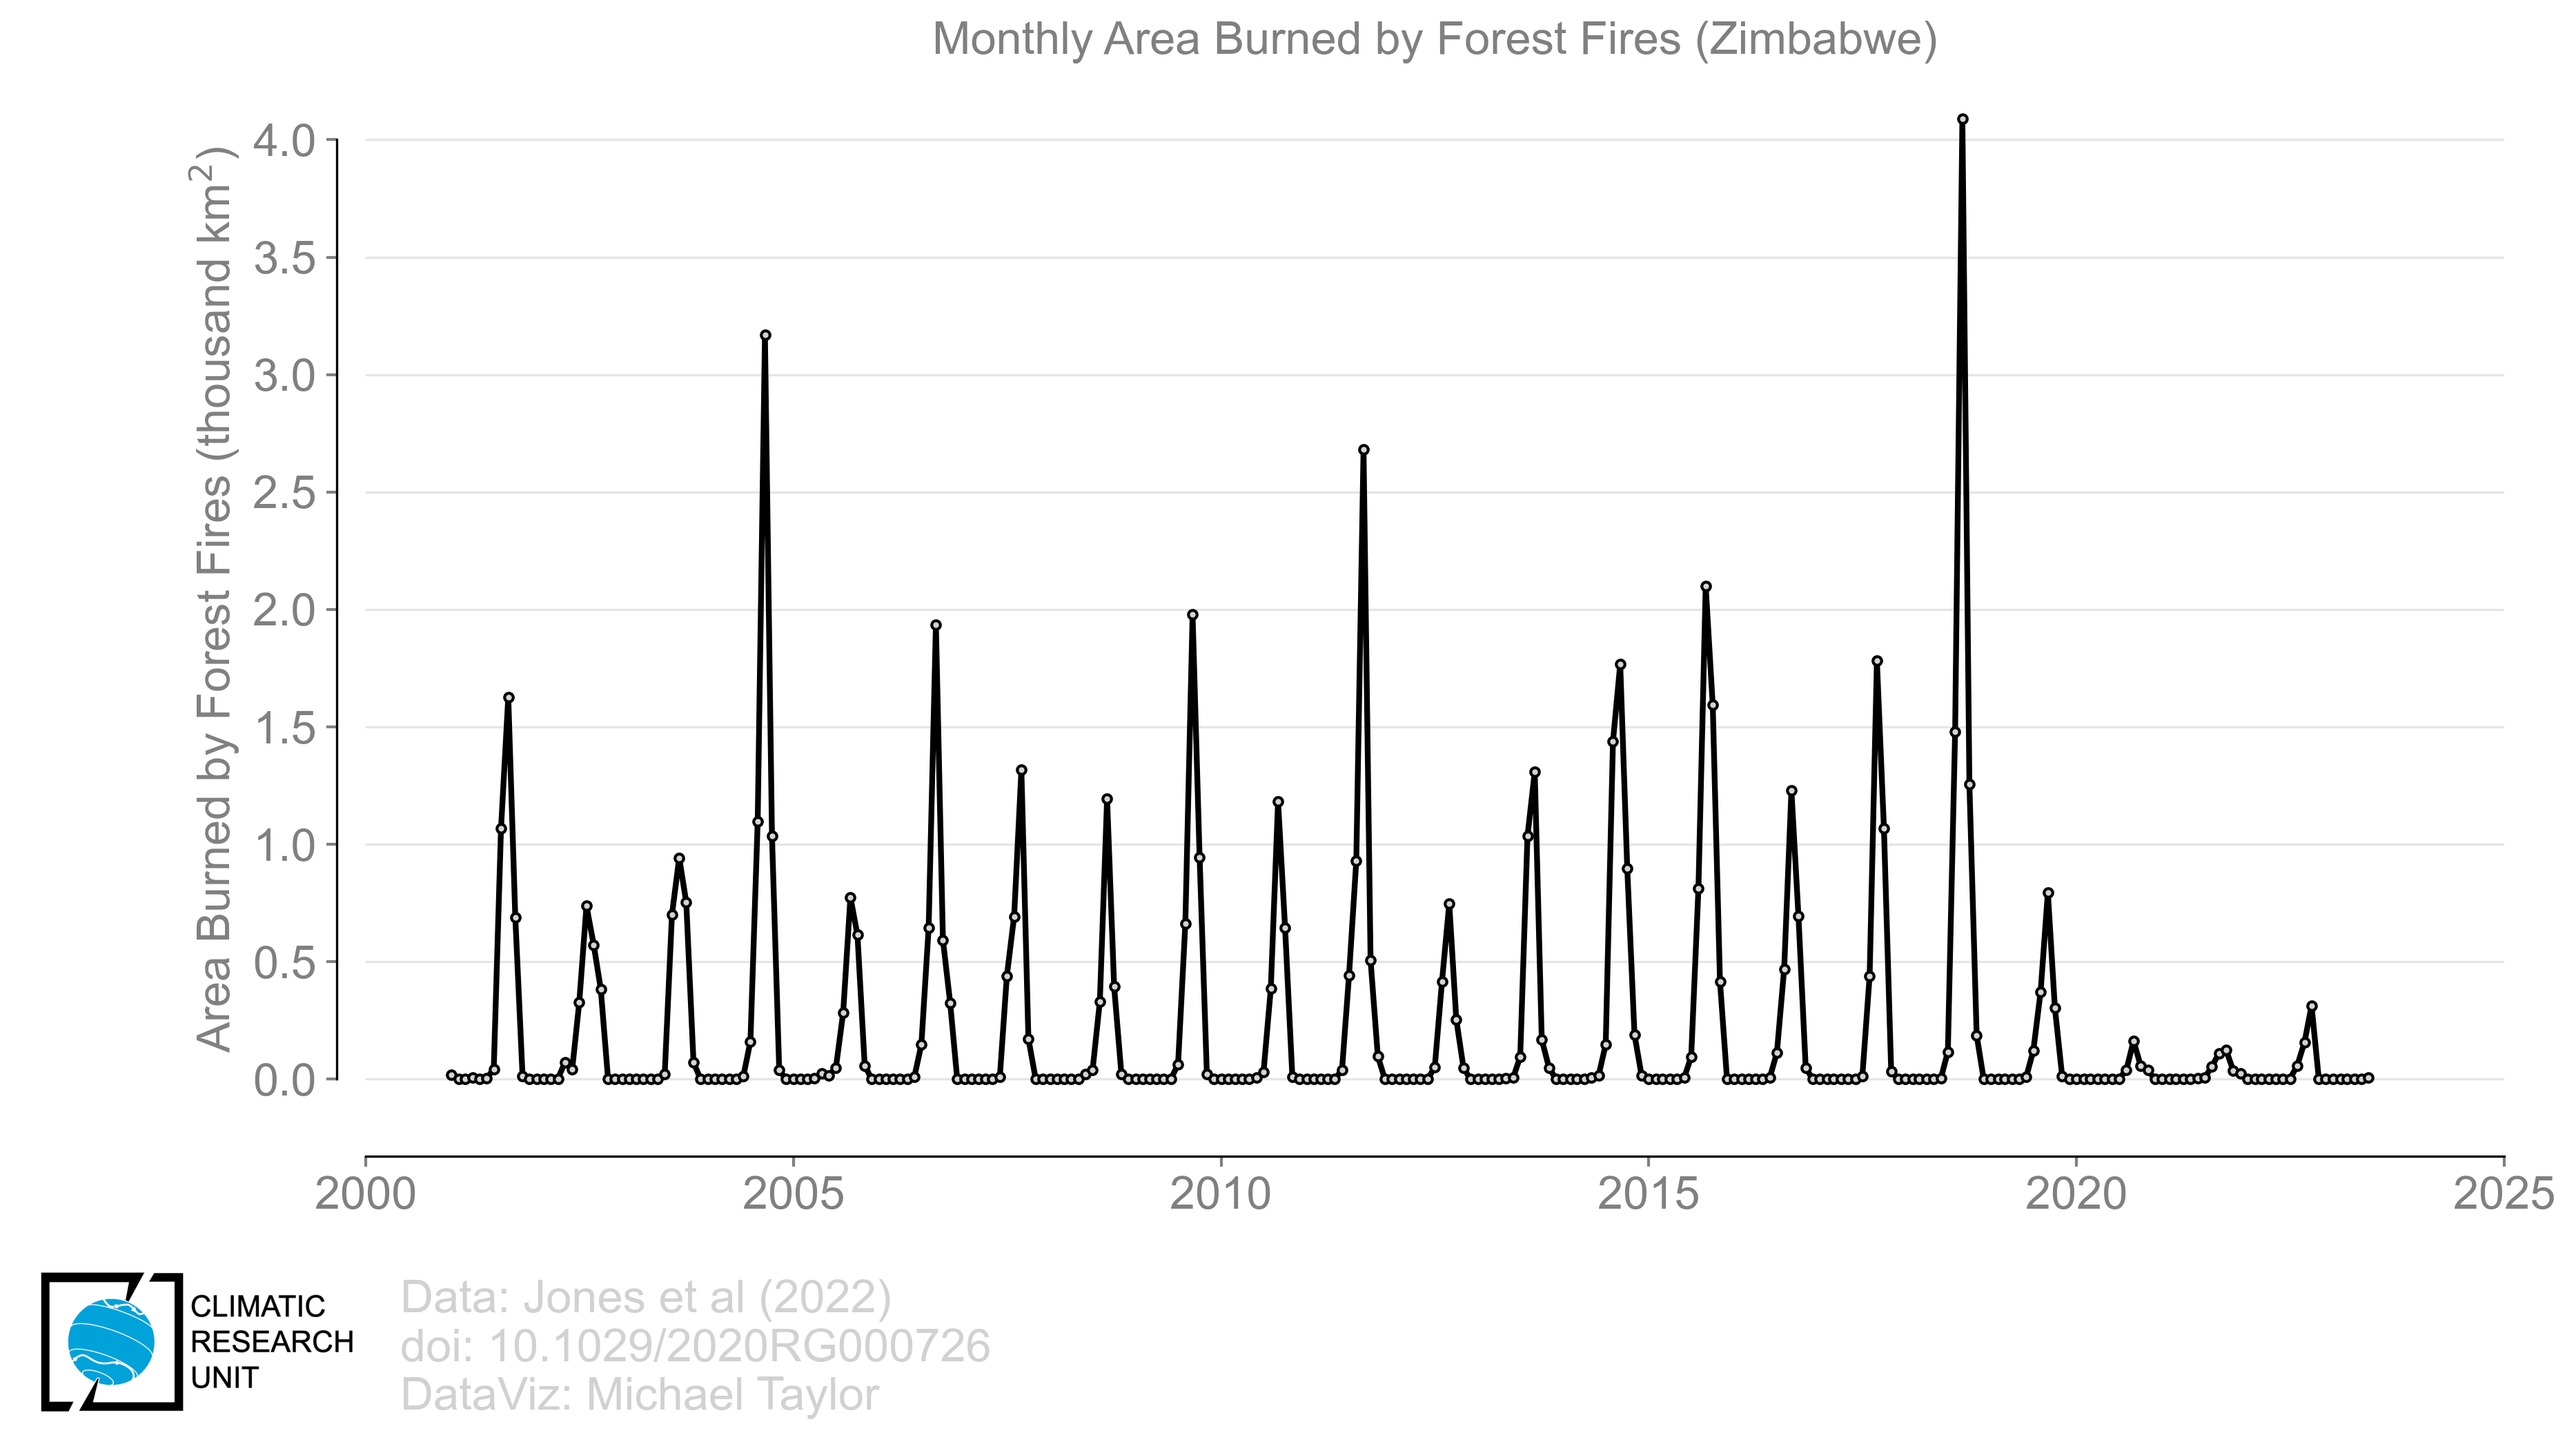 Monthly Area Burned by Forest Fires (Zimbabwe)
Area Burned by Forest Fires (thousand km²)
4.0
3.5
3.0
2.5
2.0
1.5
1.0
0.5
0.0
2000
2005
2010
2015
2020
2025
CLIMATIC
RESEARCH
UNIT
Data: Jones et al (2022)
doi: 10.1029/2020RG000726
DataViz: Michael Taylor